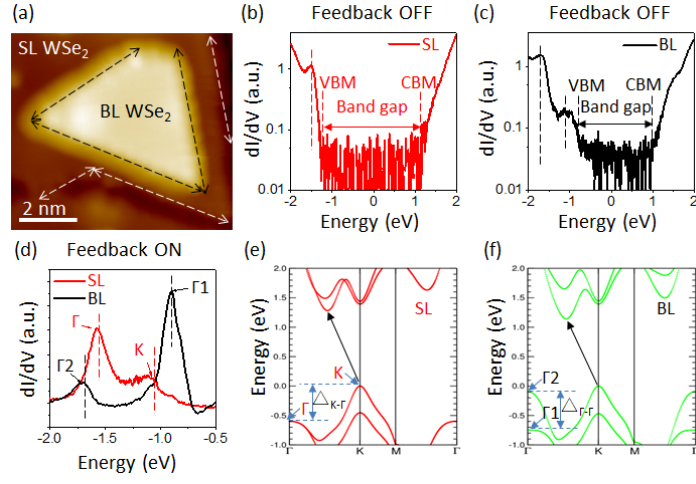 (a)
SL WSe₂
BL WSe₂
2 nm
(b) Feedback OFF
SL
VBM
CBM
Band gap
dI/dV (a.u.)
1
0.1
0.01
-2 -1 0 1 2
Energy (eV)
(c) Feedback OFF
BL
VBM
CBM
Band gap
dI/dV (a.u.)
1
0.1
0.01
-2 -1 0 1 2
Energy (eV)
(d) Feedback ON
SL
BL
Γ1
Γ
Γ2
K
dI/dV (a.u.)
-2.0 -1.5 -1.0 -0.5
Energy (eV)
(e)
SL
K
△K-Γ
Γ
Energy (eV)
2.0
1.5
1.0
0.5
0.0
-0.5
-1.0
Γ K M Γ
(f)
BL
Γ2
Γ1
△Γ-Γ
Energy (eV)
2.0
1.5
1.0
0.5
0.0
-0.5
-1.0
Γ K M Γ